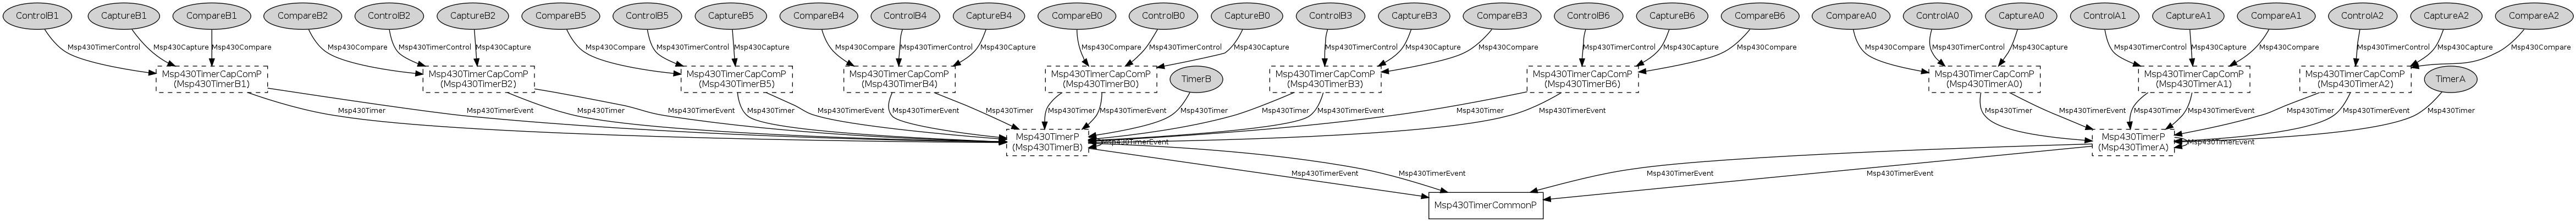 ControlB1
CaptureB1
CompareB1
CompareB2
ControlB2
CaptureB2
CompareB5
ControlB5
CaptureB5
CompareB4
ControlB4
CaptureB4
CompareB0
ControlB0
CaptureB0
ControlB3
CaptureB3
CompareB3
ControlB6
CaptureB6
CompareB6
CompareA0
ControlA0
CaptureA0
ControlA1
CaptureA1
CompareA1
ControlA2
CaptureA2
CompareA2
Msp430TimerControl
Msp430Capture
Msp430Compare
Msp430Compare
Msp430TimerControl
Msp430Capture
Msp430Compare
Msp430TimerControl
Msp430Capture
Msp430Compare
Msp430TimerControl
Msp430Capture
Msp430Compare
Msp430TimerControl
Msp430Capture
Msp430TimerControl
Msp430Capture
Msp430Compare
Msp430TimerControl
Msp430Capture
Msp430Compare
Msp430Compare
Msp430TimerControl
Msp430Capture
Msp430TimerControl
Msp430Capture
Msp430Compare
Msp430TimerControl
Msp430Capture
Msp430Compare
Msp430TimerCapComP
(Msp430TimerB1)
Msp430TimerCapComP
(Msp430TimerB2)
Msp430TimerCapComP
(Msp430TimerB5)
Msp430TimerCapComP
(Msp430TimerB4)
Msp430TimerCapComP
(Msp430TimerB0)
TimerB
Msp430TimerCapComP
(Msp430TimerB3)
Msp430TimerCapComP
(Msp430TimerB6)
Msp430TimerCapComP
(Msp430TimerA0)
Msp430TimerCapComP
(Msp430TimerA1)
Msp430TimerCapComP
(Msp430TimerA2)
TimerA
Msp430Timer
Msp430TimerEvent
Msp430Timer
Msp430TimerEvent
Msp430Timer
Msp430TimerEvent
Msp430TimerEvent
Msp430Timer
Msp430Timer
Msp430TimerEvent
Msp430Timer
Msp430Timer
Msp430TimerEvent
Msp430Timer
Msp430TimerEvent
Msp430Timer
Msp430TimerEvent
Msp430Timer
Msp430TimerEvent
Msp430Timer
Msp430TimerEvent
Msp430Timer
Msp430TimerP
(Msp430TimerB)
Msp430TimerEvent
Msp430TimerP
(Msp430TimerA)
Msp430TimerEvent
Msp430TimerEvent
Msp430TimerEvent
Msp430TimerEvent
Msp430TimerEvent
Msp430TimerCommonP